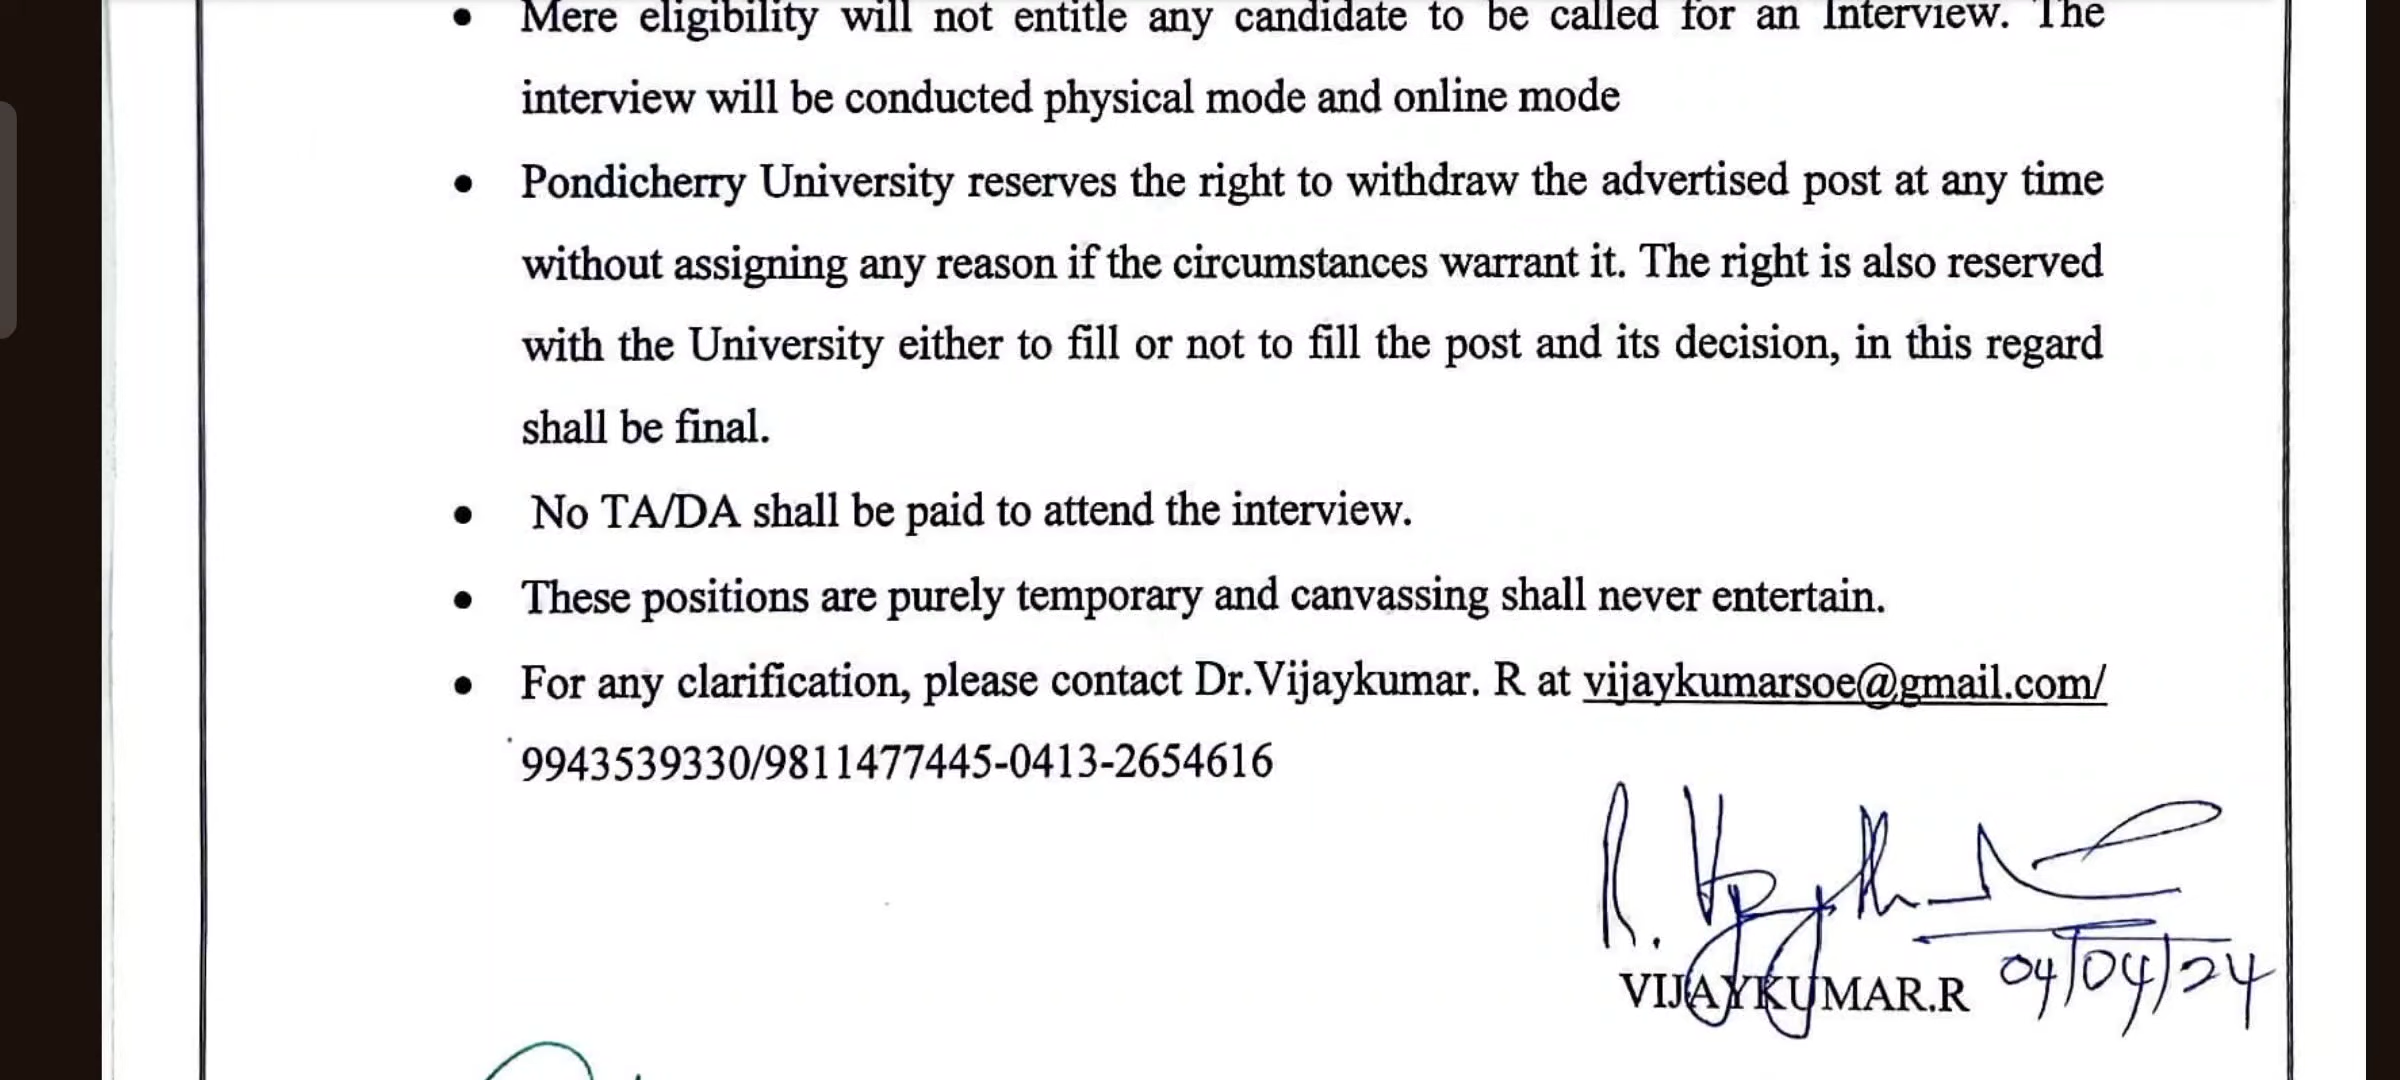 • Mere eligibility will not entitle any candidate to be called for an Interview. The
interview will be conducted physical mode and online mode
• Pondicherry University reserves the right to withdraw the advertised post at any time
without assigning any reason if the circumstances warrant it. The right is also reserved
with the University either to fill or not to fill the post and its decision, in this regard
shall be final.
• No TA/DA shall be paid to attend the interview.
• These positions are purely temporary and canvassing shall never entertain.
• For any clarification, please contact Dr.Vijaykumar. R at vijaykumarsoe@gmail.com/
9943539330/9811477445-0413-2654616
VIJAYKUMAR.R 04/04/24